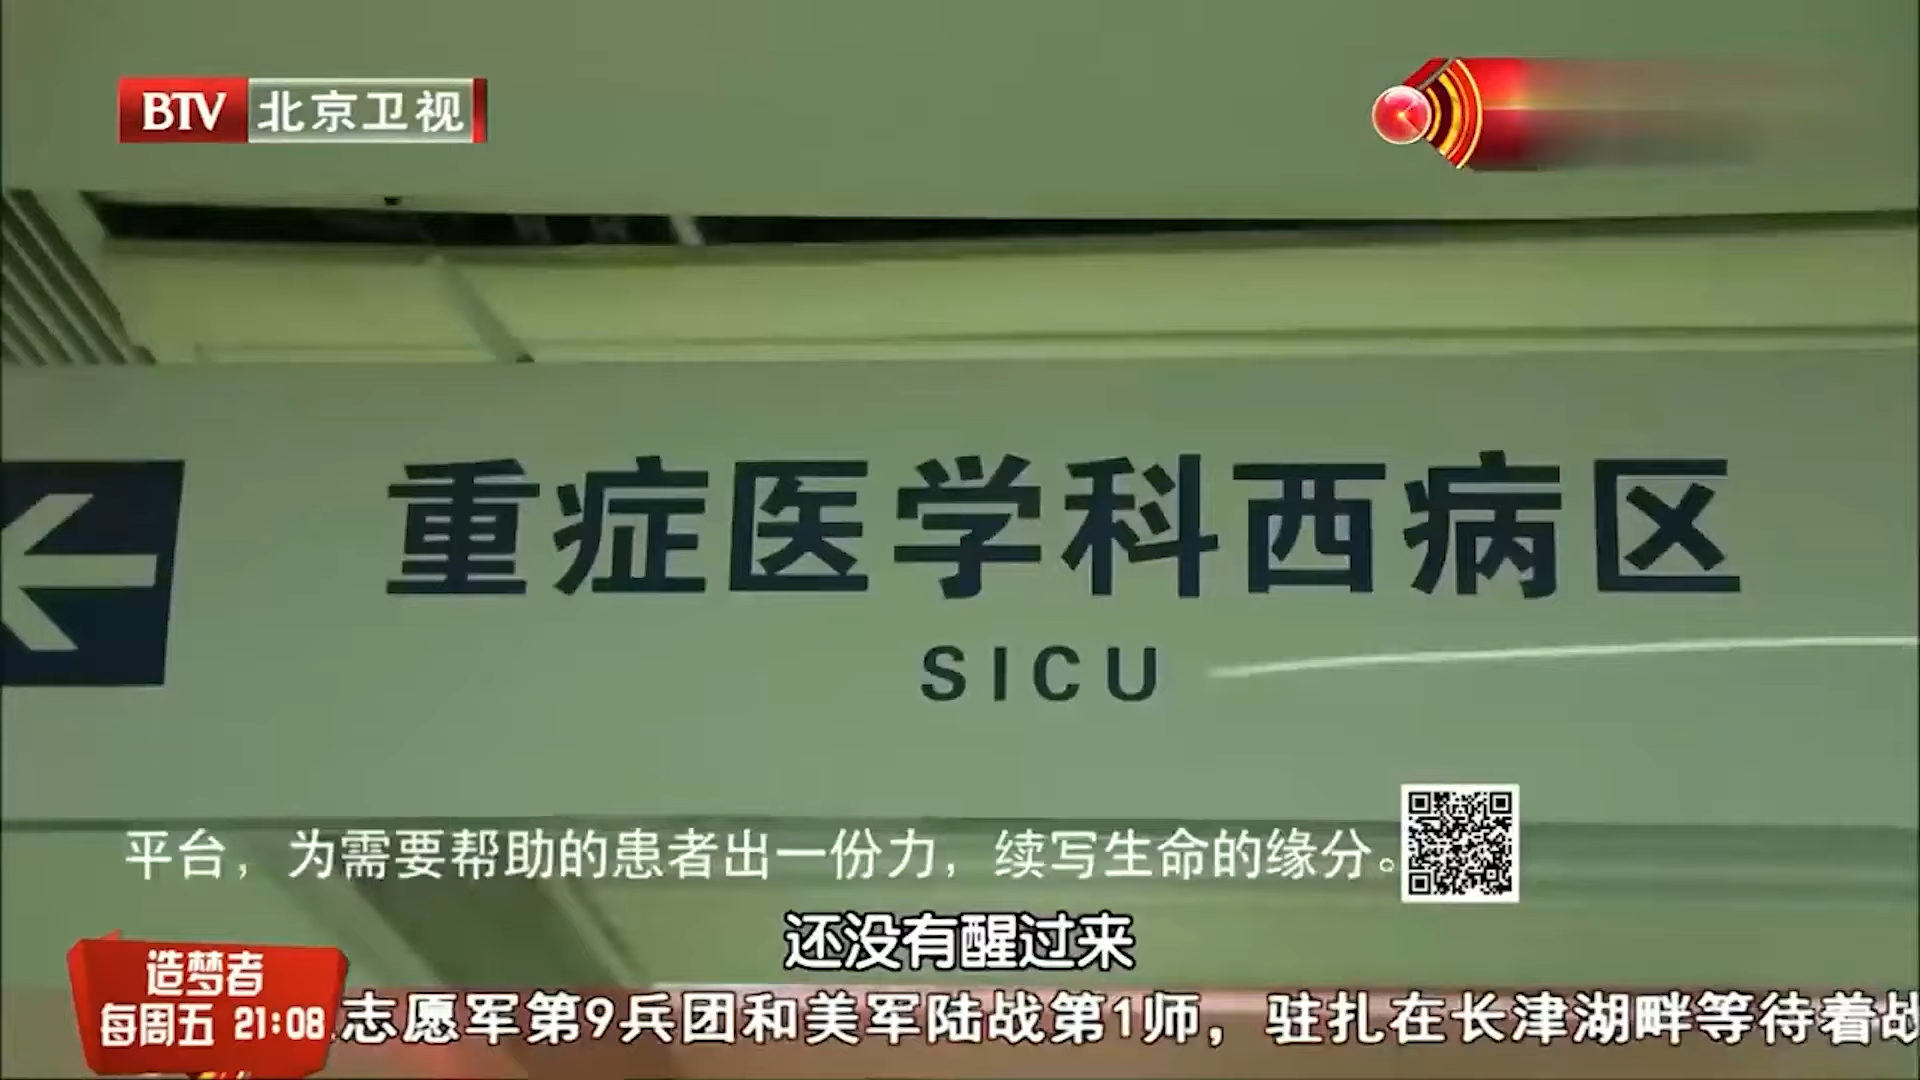 BTV 北京卫视
重症医学科西病区
SICU
平台，为需要帮助的患者出一份力，续写生命的缘分。
还没有醒过来
造梦者
每周五 21:08
志愿军第9兵团和美军陆战第1师，驻扎在长津湖畔等待着战